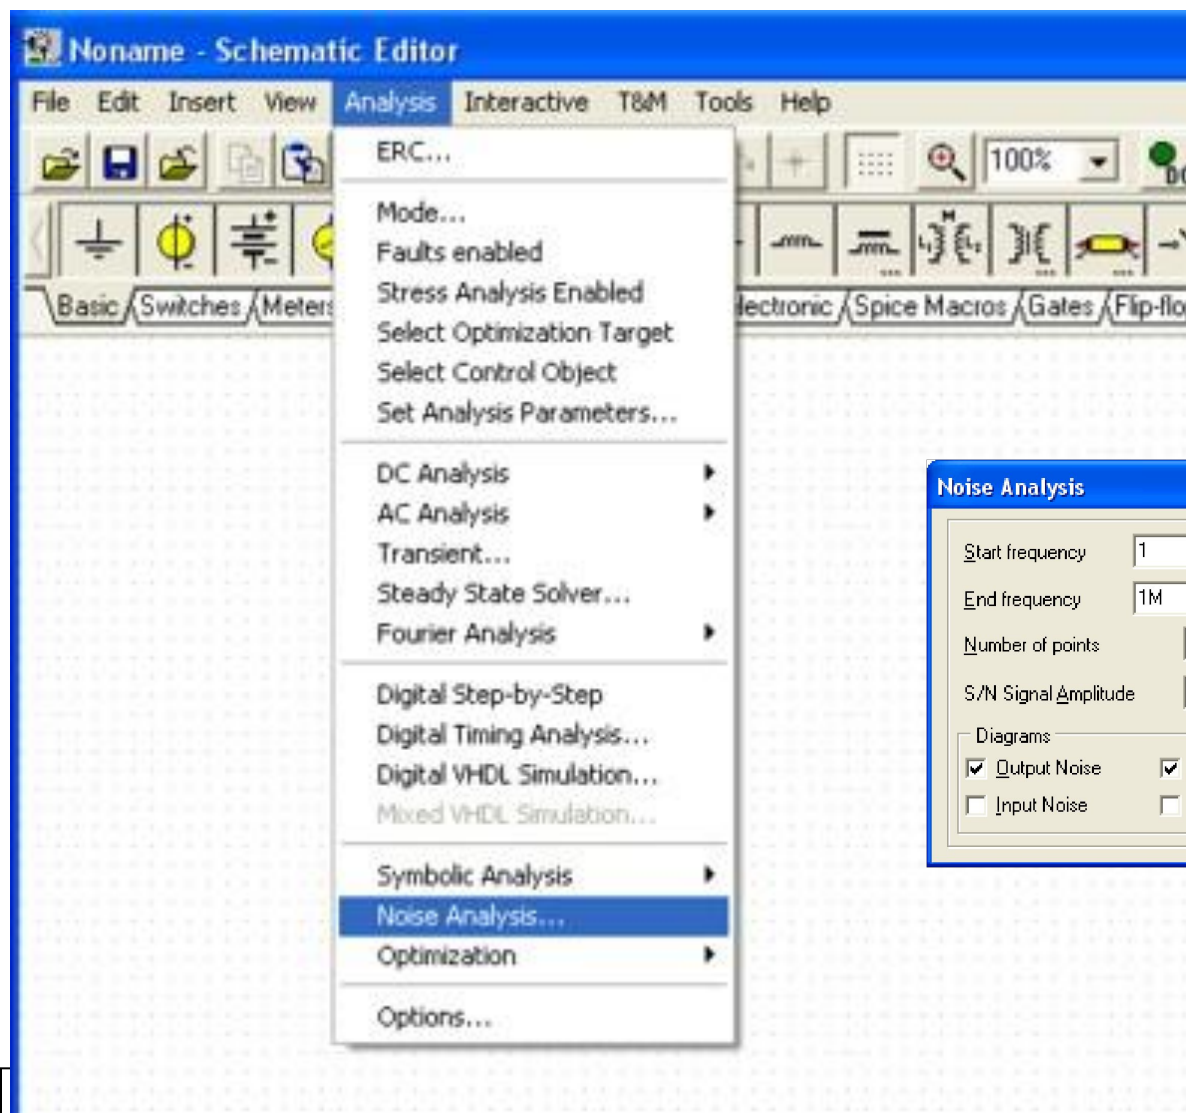 Noname - Schematic Editor
File Edit Insert View Analysis Interactive T&M Tools Help
100%
Basic Switches Meters
Spice Macros Gates
ERC...
Mode...
Faults enabled
Stress Analysis Enabled
Select Optimization Target
Select Control Object
Set Analysis Parameters...
DC Analysis
AC Analysis
Transient...
Steady State Solver...
Fourier Analysis
Digital Step-by-Step
Digital Timing Analysis...
Digital VHDL Simulation...
Mixed VHDL Simulation...
Symbolic Analysis
Noise Analysis...
Optimization
Options...
Noise Analysis
Start frequency 1
End frequency 1M
Number of points
S/N Signal Amplitude
Diagrams
Output Noise
Input Noise